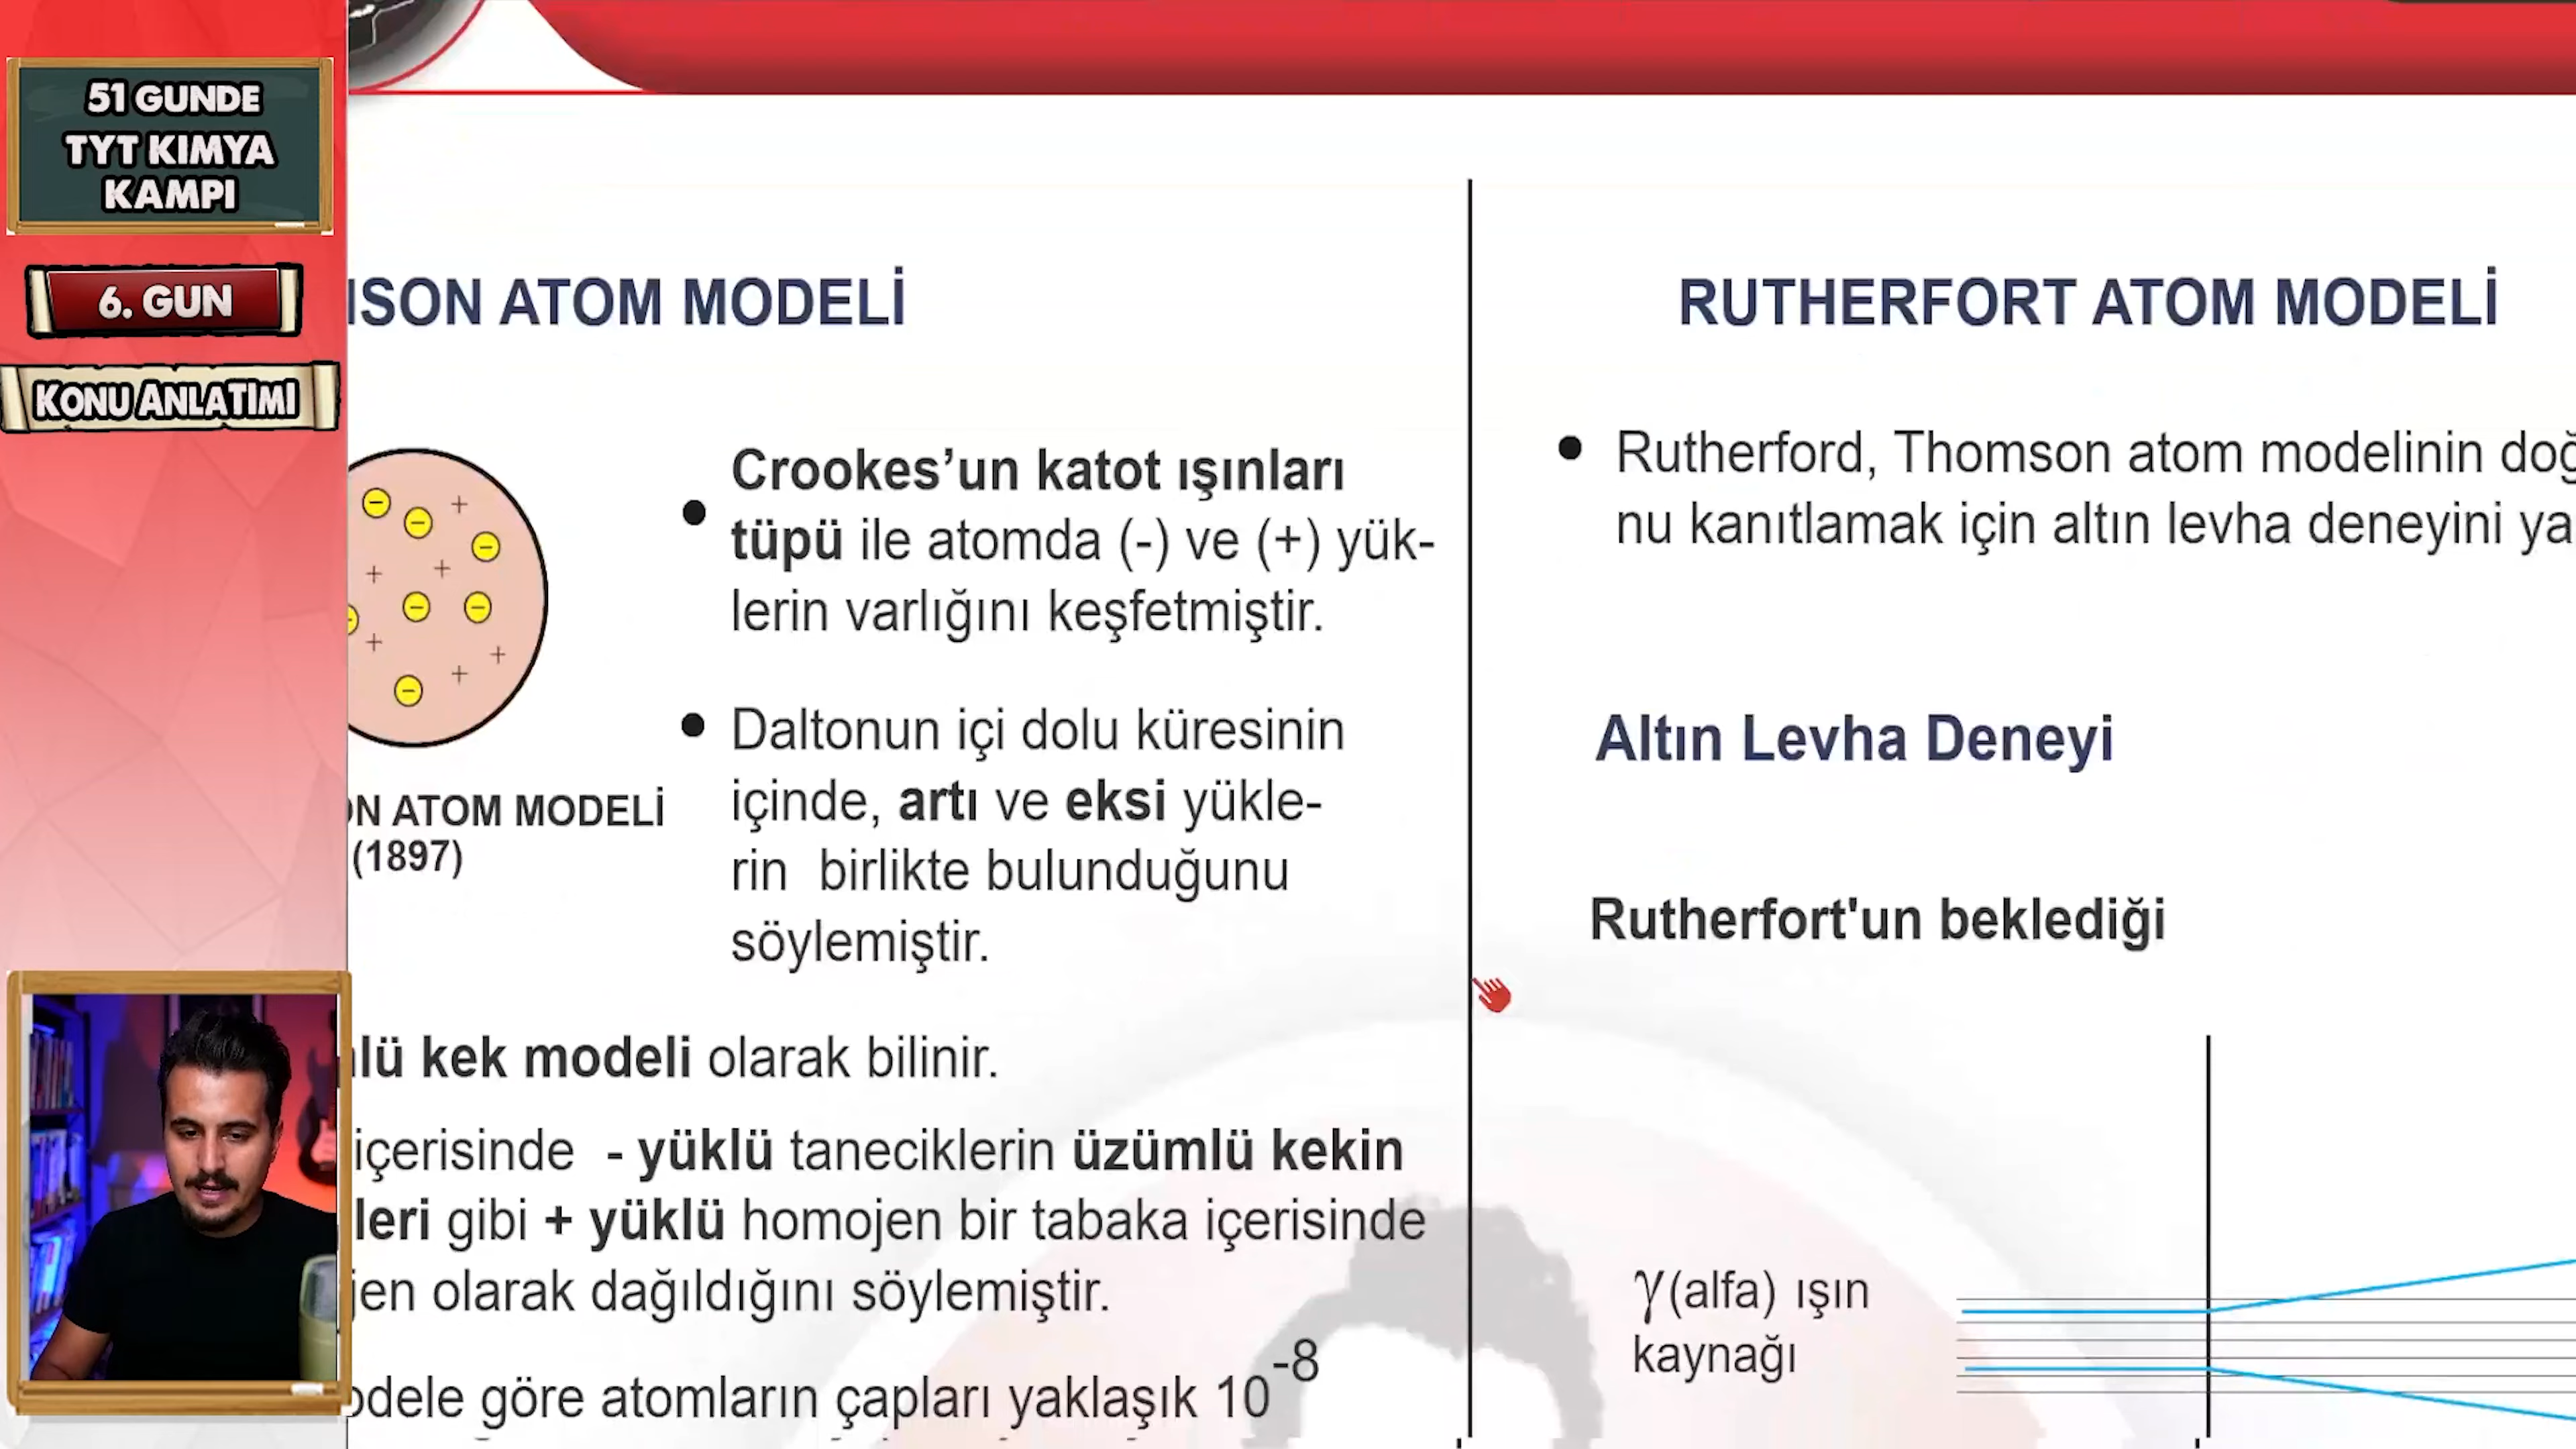 51 GUNDE
TYT KIMYA
KAMPI
6. GUN
KONU ANLATIMI
SON ATOM MODELİ
Crookes’un katot ışınları
tüpü ile atomda (-) ve (+) yük-
lerin varlığını keşfetmiştir.
Daltonun içi dolu küresinin
içinde, artı ve eksi yükle-
rin birlikte bulunduğunu
söylemiştir.
N ATOM MODELİ
(1897)
lü kek modeli olarak bilinir.
içerisinde - yüklü taneciklerin üzümlü kekin
leri gibi + yüklü homojen bir tabaka içerisinde
jen olarak dağıldığını söylemiştir.
odele göre atomların çapları yaklaşık 10-8
RUTHERFORT ATOM MODELİ
Rutherford, Thomson atom modelinin doğ
nu kanıtlamak için altın levha deneyini ya
Altın Levha Deneyi
Rutherfort'un beklediği
γ(alfa) ışın
kaynağı